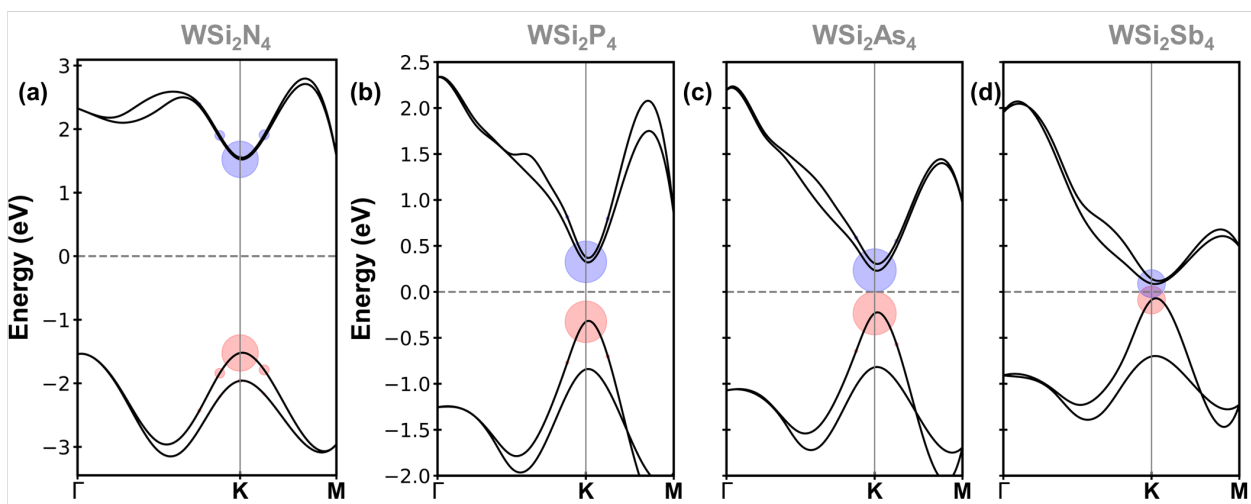 WSi₂N₄
WSi₂P₄
WSi₂As₄
WSi₂Sb₄
(a)
(b)
(c)
(d)
Energy (eV)
3
2
1
0
−1
−2
−3
Γ K M
Energy (eV)
2.5
2.0
1.5
1.0
0.5
0.0
−0.5
−1.0
−1.5
−2.0
Γ K M
Γ K M
Γ K M